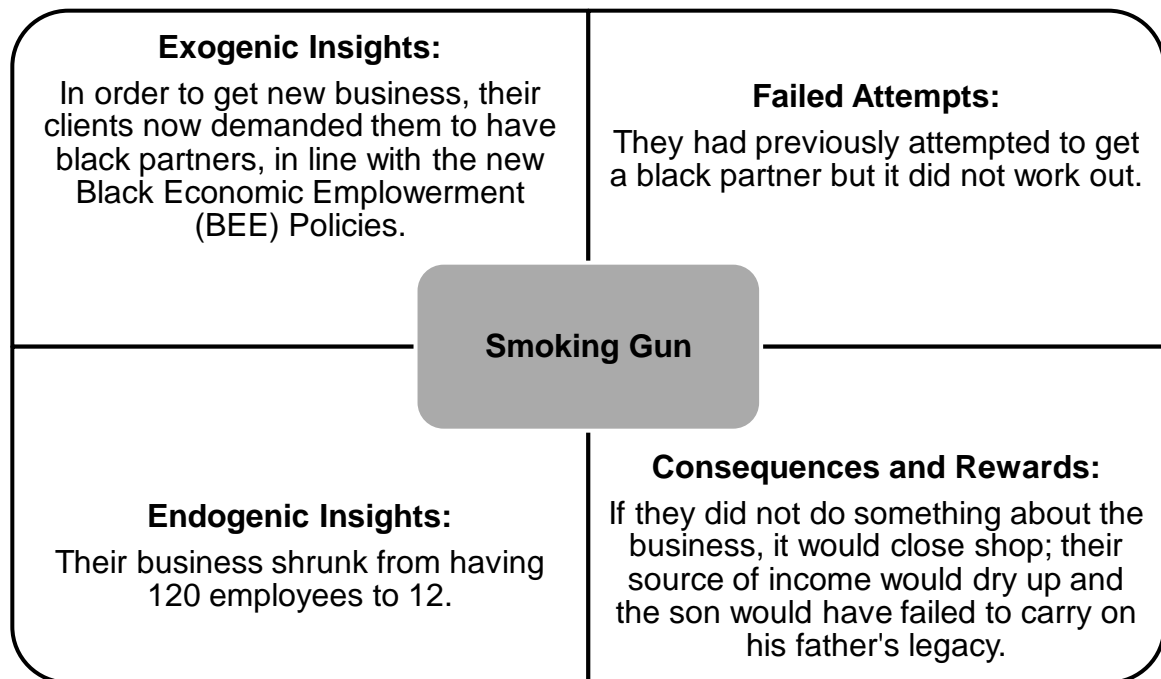 Exogenic Insights:
In order to get new business, their
clients now demanded them to have
black partners, in line with the new
Black Economic Emplowerment
(BEE) Policies.
Failed Attempts:
They had previously attempted to get
a black partner but it did not work out.
Smoking Gun
Endogenic Insights:
Their business shrunk from having
120 employees to 12.
Consequences and Rewards:
If they did not do something about the
business, it would close shop; their
source of income would dry up and
the son would have failed to carry on
his father's legacy.